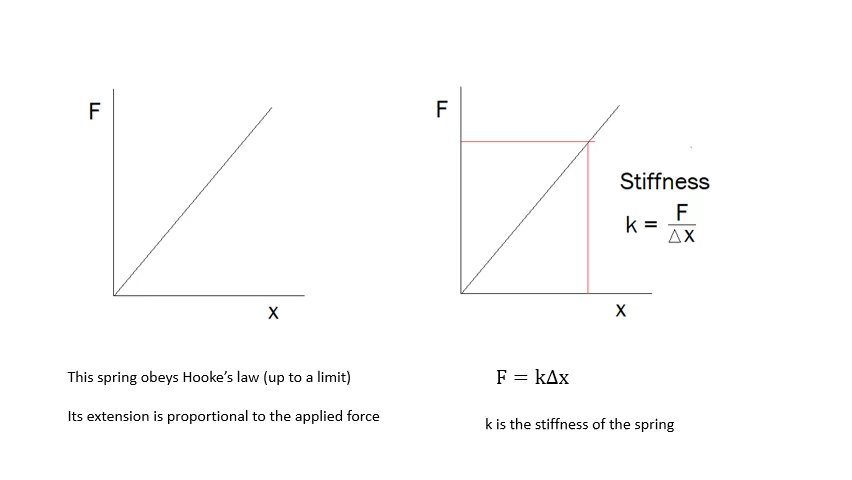 F
X
This spring obeys Hooke’s law (up to a limit)
Its extension is proportional to the applied force
F
X
Stiffness
k = F / △X
F = kΔx
k is the stiffness of the spring